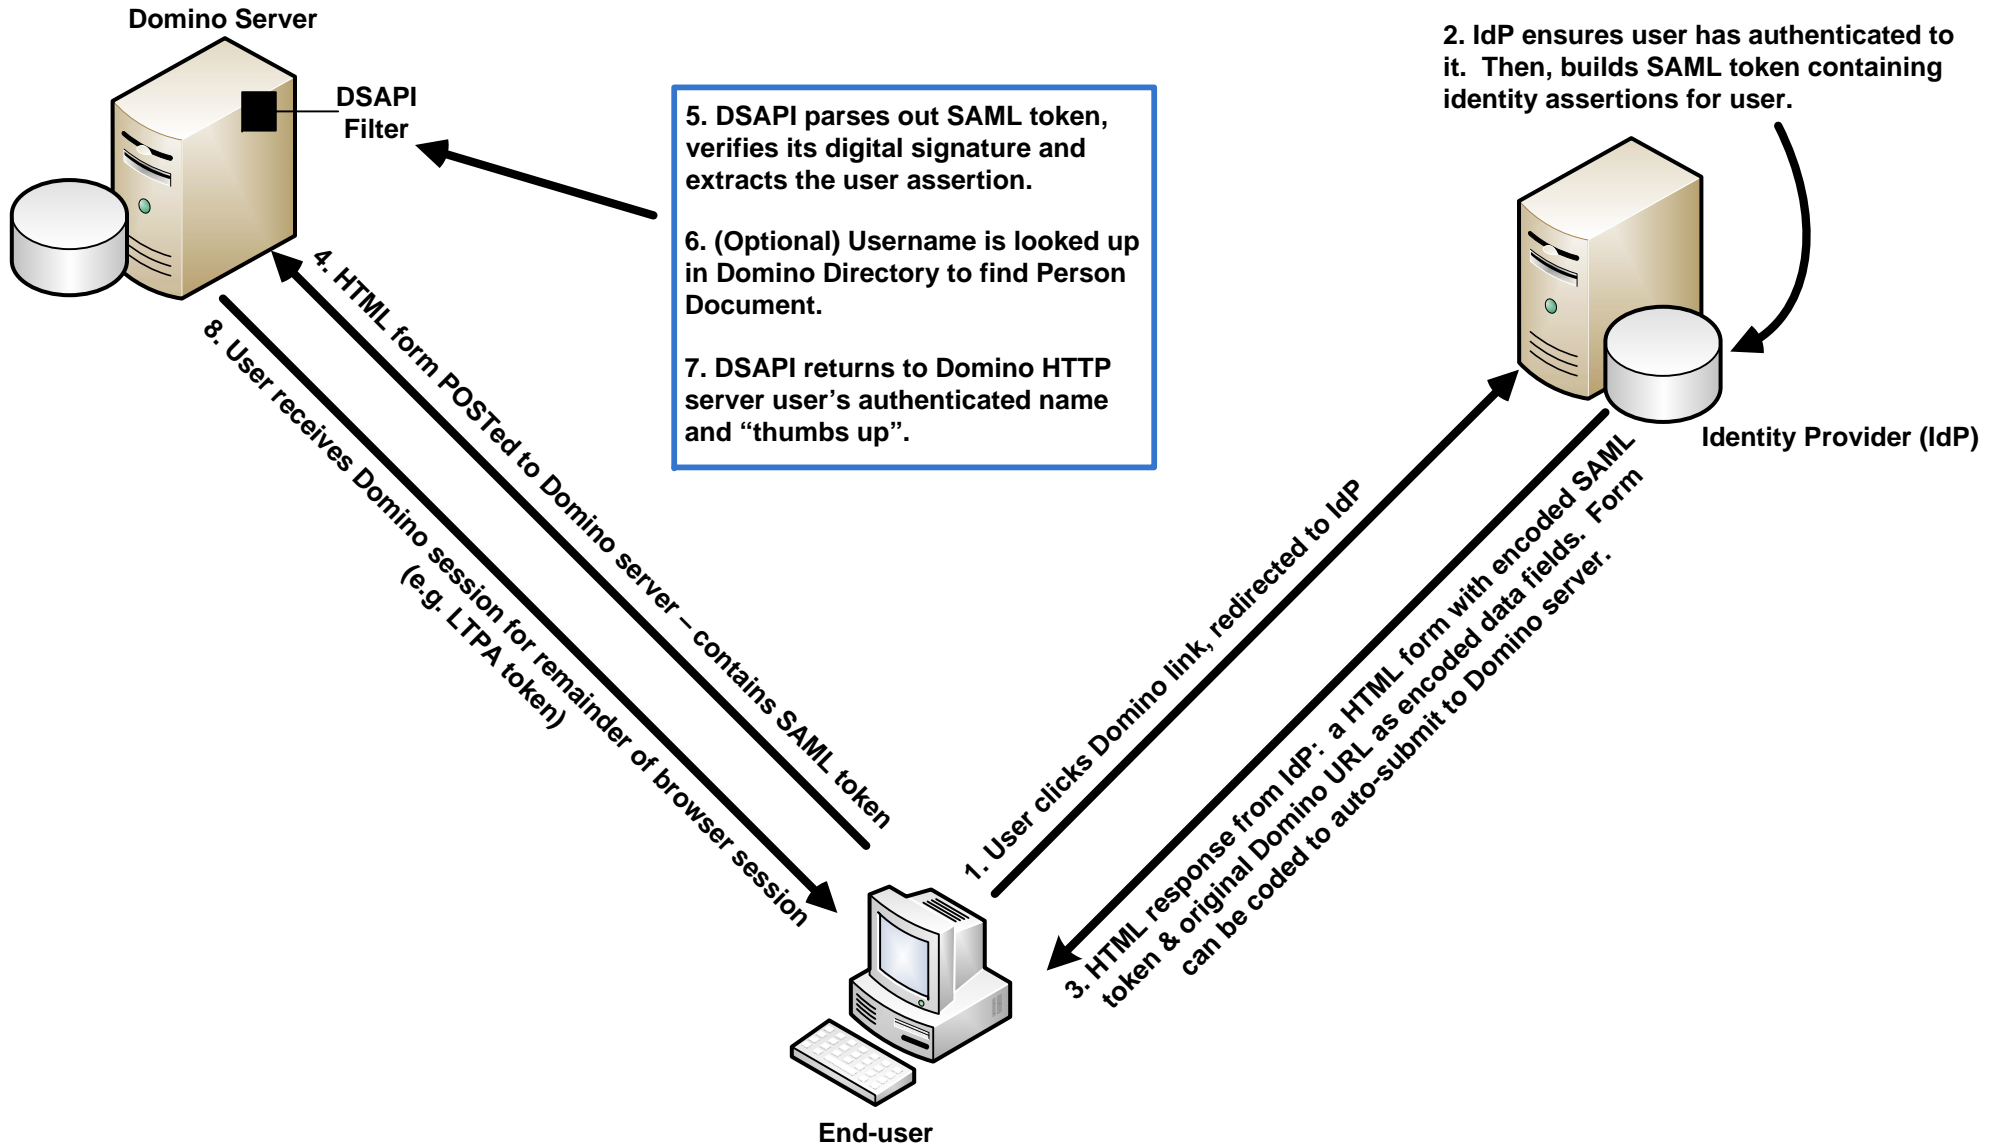 Domino Server
DSAPI
Filter
2. IdP ensures user has authenticated to
it.  Then, builds SAML token containing
identity assertions for user.
5. DSAPI parses out SAML token,
verifies its digital signature and
extracts the user assertion.
6. (Optional) Username is looked up
in Domino Directory to find Person
Document.
7. DSAPI returns to Domino HTTP
server user’s authenticated name
and “thumbs up”.
Identity Provider (IdP)
4. HTML form POSTed to Domino server – contains SAML token
8. User receives Domino session for remainder of browser session
(e.g. LTPA token)
1. User clicks Domino link, redirected to IdP
3. HTML response from IdP:  a HTML form with encoded SAML
token & original Domino URL as encoded data fields.  Form
can be coded to auto-submit to Domino server.
End-user